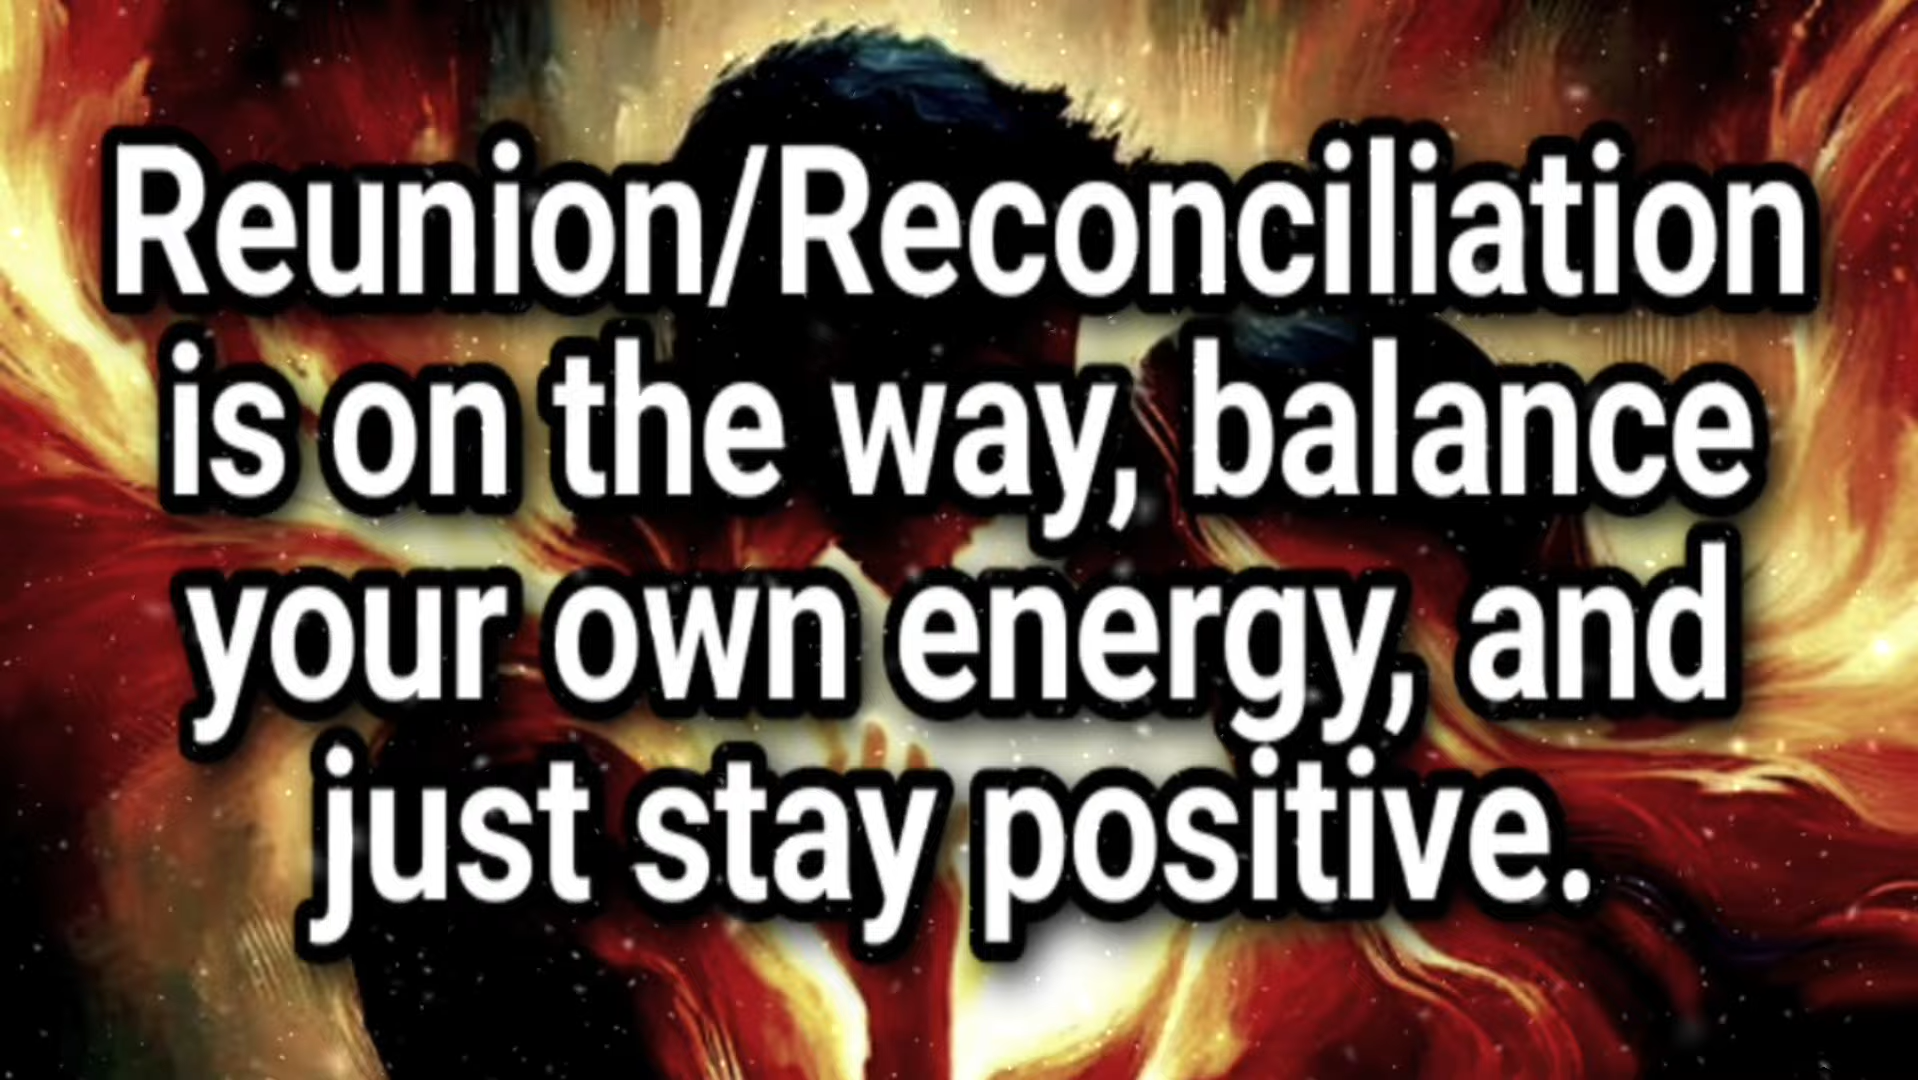 Reunion/Reconciliation
is on the way, balance
your own energy, and
just stay positive.